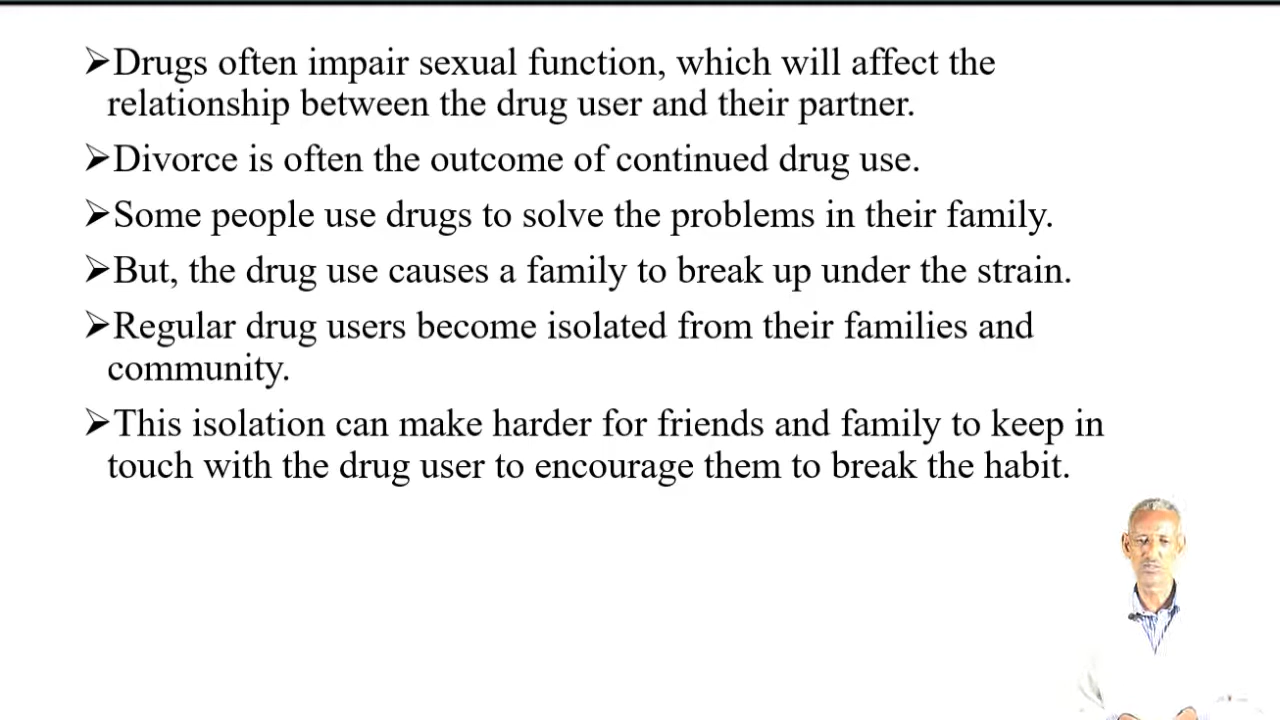 ➢Drugs often impair sexual function, which will affect the
relationship between the drug user and their partner.
➢Divorce is often the outcome of continued drug use.
➢Some people use drugs to solve the problems in their family.
➢But, the drug use causes a family to break up under the strain.
➢Regular drug users become isolated from their families and
community.
➢This isolation can make harder for friends and family to keep in
touch with the drug user to encourage them to break the habit.